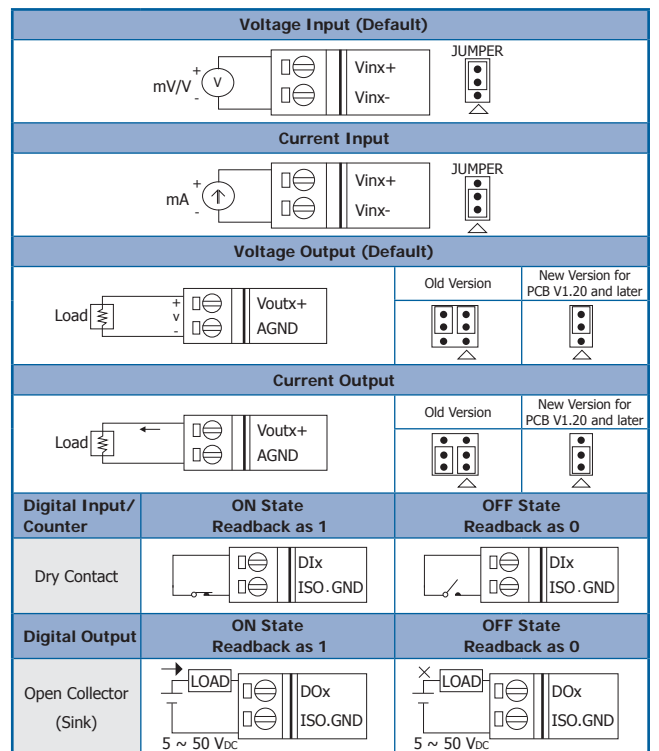 Voltage Input (Default)
JUMPER
mV/V
+
V
-
Vinx+
Vinx-
Current Input
JUMPER
mA
+
-
Vinx+
Vinx-
Voltage Output (Default)
Load
+
v
-
Voutx+
AGND
Old Version
New Version for
PCB V1.20 and later
Current Output
Load
Voutx+
AGND
Old Version
New Version for
PCB V1.20 and later
Digital Input/
Counter
ON State
Readback as 1
OFF State
Readback as 0
Dry Contact
DIx
ISO.GND
DIx
ISO.GND
Digital Output
ON State
Readback as 1
OFF State
Readback as 0
Open Collector
(Sink)
LOAD
DOx
ISO.GND
5 ~ 50 VDC
LOAD
DOx
ISO.GND
5 ~ 50 VDC